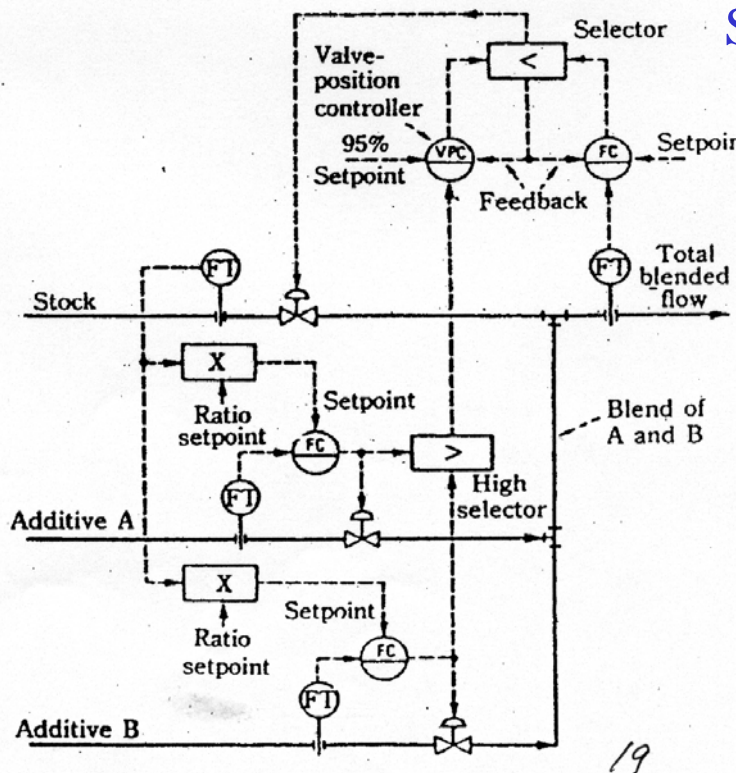 S
Selector
Valve-
position
controller
<
95%
Setpoint
VPC
FC
Setpoin
Feedback
FT
FT
Total
blended
flow
Stock
X
Ratio
setpoint
Setpoint
FC
>
High
selector
Blend of
A and B
FT
Additive A
X
Ratio
setpoint
Setpoint
FC
FT
Additive B
19